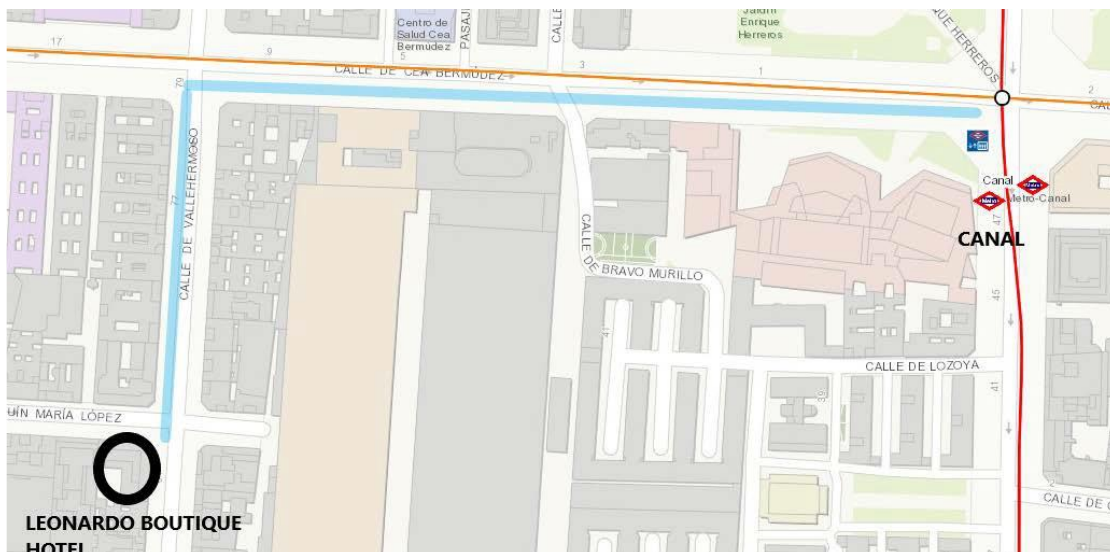 Centro de
Salud Cea
Bermúdez
PASAJE
CALLE
Jardín
Enrique
Herreros
QUE HERREROS
17
9
5
3
1
2
CALLE DE CEA BERMÚDEZ
79
77
CALLE DE VALLEHERMOSO
CALLE DE BRAVO MURILLO
Canal
Metro-Canal
47
CANAL
45
41
CALLE DE LOZOYA
41
39
UÍN MARÍA LÓPEZ
CALLE DE
LEONARDO BOUTIQUE
HOTEL